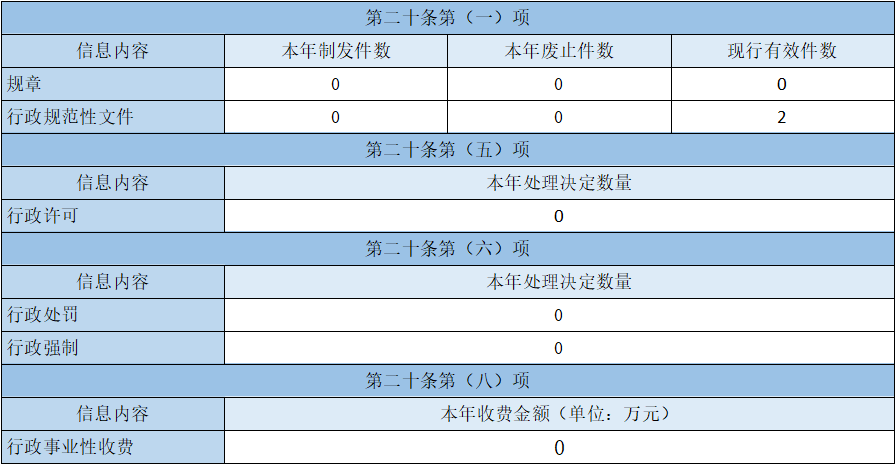 第二十条第（一）项
信息内容 本年制发件数 本年废止件数 现行有效件数
规章 0 0 0
行政规范性文件 0 0 2
第二十条第（五）项
信息内容 本年处理决定数量
行政许可 0
第二十条第（六）项
信息内容 本年处理决定数量
行政处罚 0
行政强制 0
第二十条第（八）项
信息内容 本年收费金额（单位：万元）
行政事业性收费 0